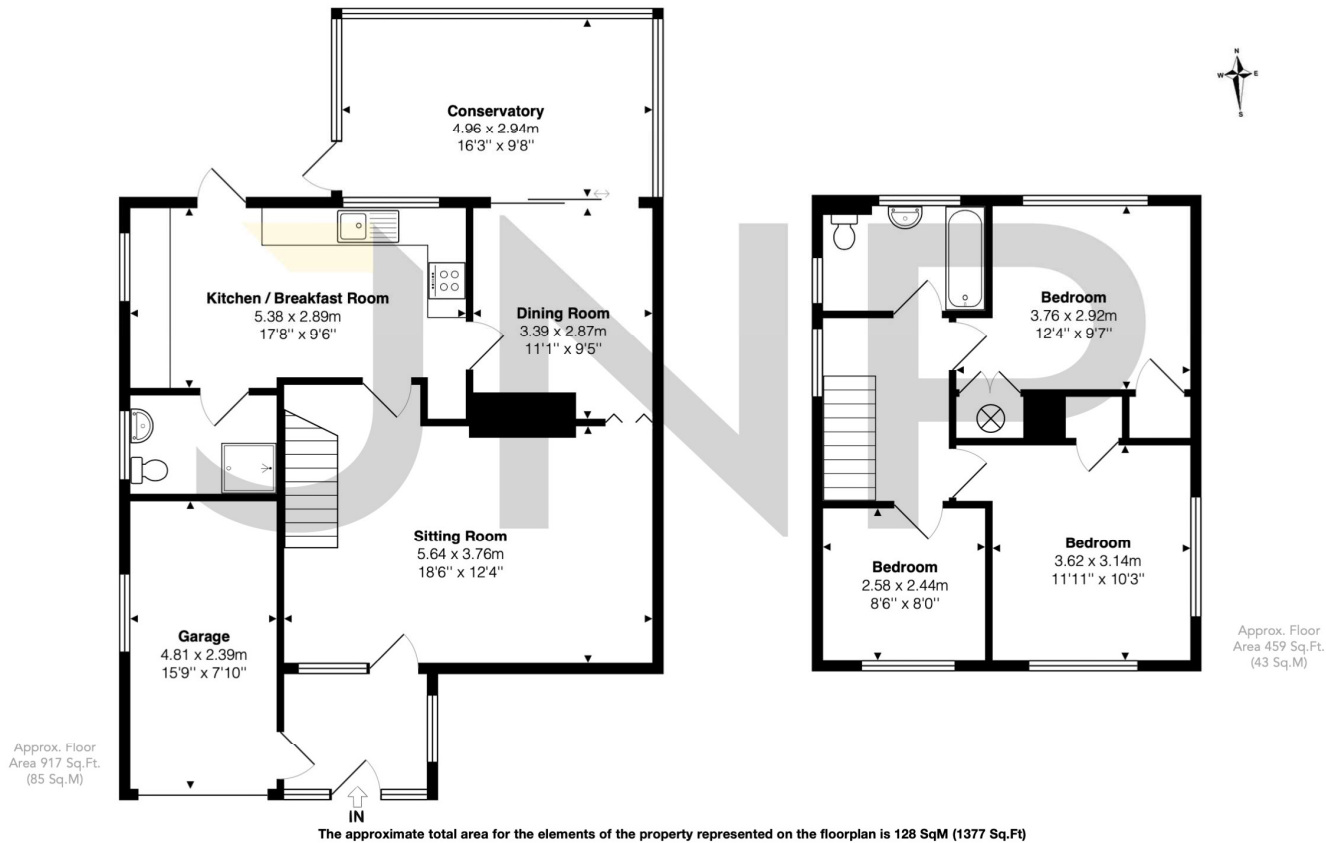 Conservatory
4.96 x 2.94m
16'3'' x 9'8''
N
W E
S
Kitchen / Breakfast Room
5.38 x 2.89m
17'8'' x 9'6''
Dining Room
3.39 x 2.87m
11'1'' x 9'5''
Bedroom
3.76 x 2.92m
12'4'' x 9'7''
JNP
Sitting Room
5.64 x 3.76m
18'6'' x 12'4''
Bedroom
2.58 x 2.44m
8'6'' x 8'0''
Bedroom
3.62 x 3.14m
11'11'' x 10'3''
Garage
4.81 x 2.39m
15'9'' x 7'10''
Approx. Floor
Area 459 Sq.Ft.
(43 Sq.M)
Approx. Floor
Area 917 Sq.Ft.
(85 Sq.M)
IN
The approximate total area for the elements of the property represented on the floorplan is 128 SqM (1377 Sq.Ft)